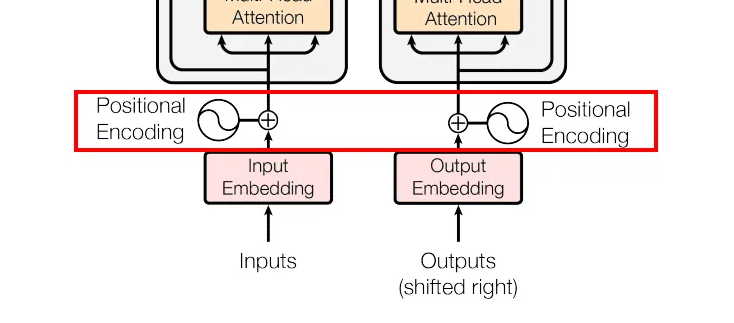 Attention
Attention
Positional
Encoding
Positional
Encoding
Input
Embedding
Output
Embedding
Inputs
Outputs
(shifted right)